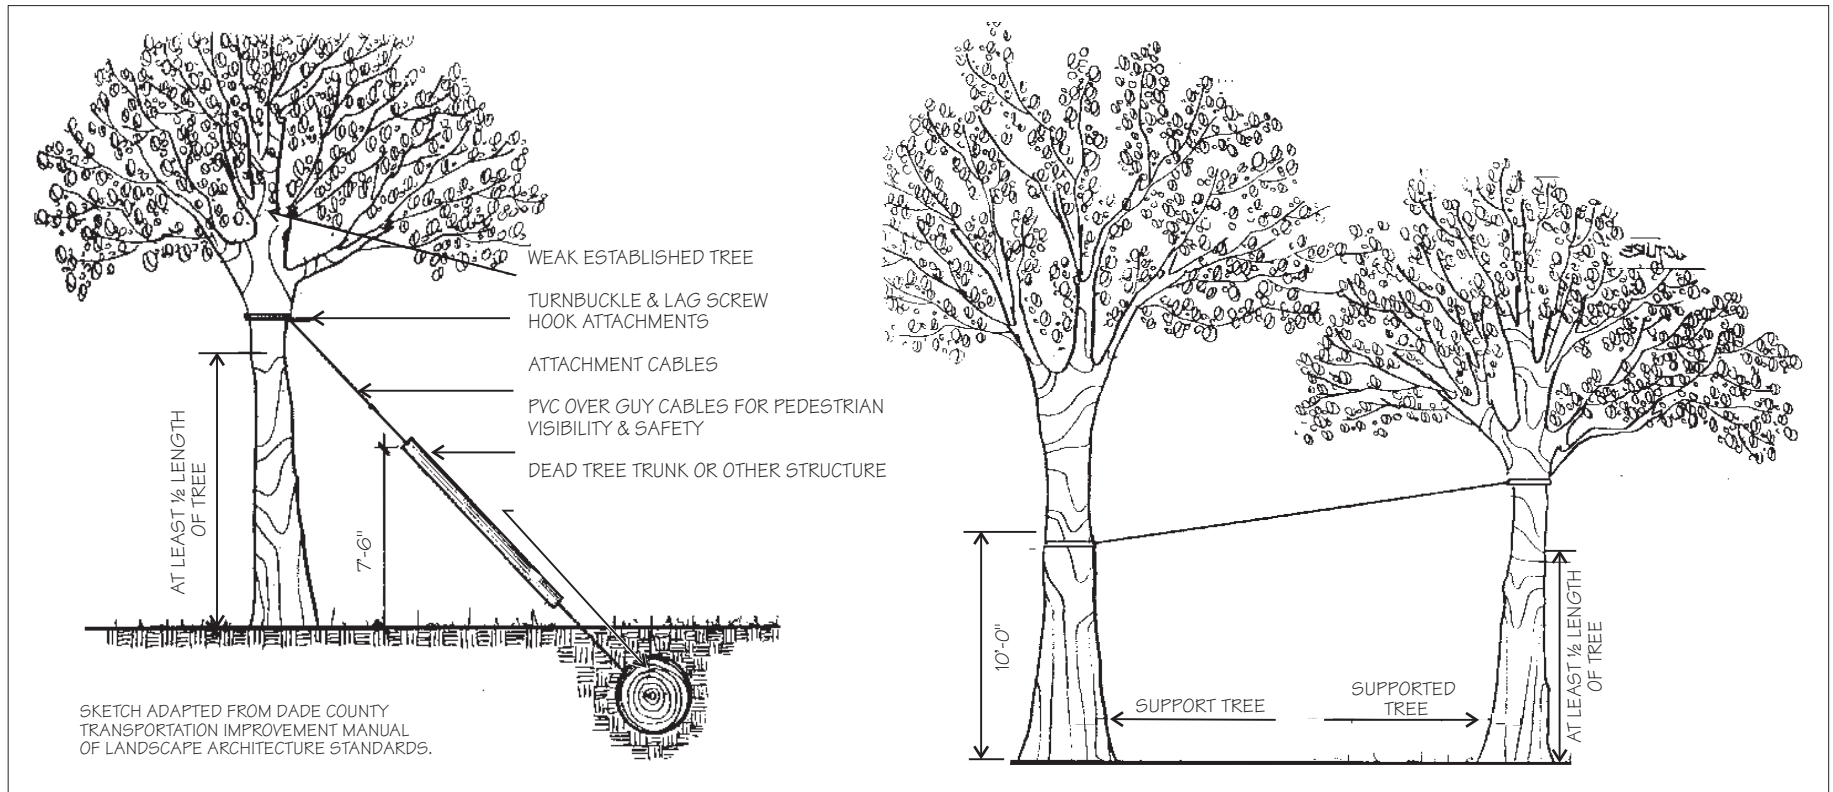 WEAK ESTABLISHED TREE
TURNBUCKLE & LAG SCREW
HOOK ATTACHMENTS
ATTACHMENT CABLES
PVC OVER GUY CABLES FOR PEDESTRIAN
VISIBILITY & SAFETY
DEAD TREE TRUNK OR OTHER STRUCTURE
AT LEAST ½ LENGTH
OF TREE
7'-6"
SKETCH ADAPTED FROM DADE COUNTY
TRANSPORTATION IMPROVEMENT MANUAL
OF LANDSCAPE ARCHITECTURE STANDARDS.
10'-0"
SUPPORT TREE
SUPPORTED
TREE
AT LEAST ½ LENGTH
OF TREE